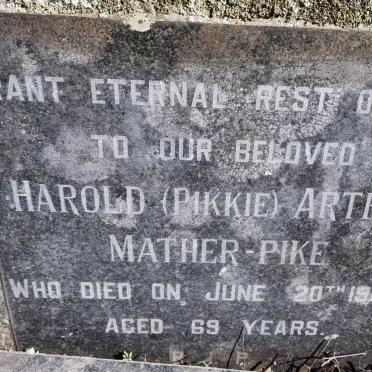 RANT ETERNAL REST O
TO OUR BELOVED
HAROLD (PIKKIE) ART
MATHER-PIKE
WHO DIED ON JUNE 20TH 19
AGED 69 YEARS.
R.I.P.